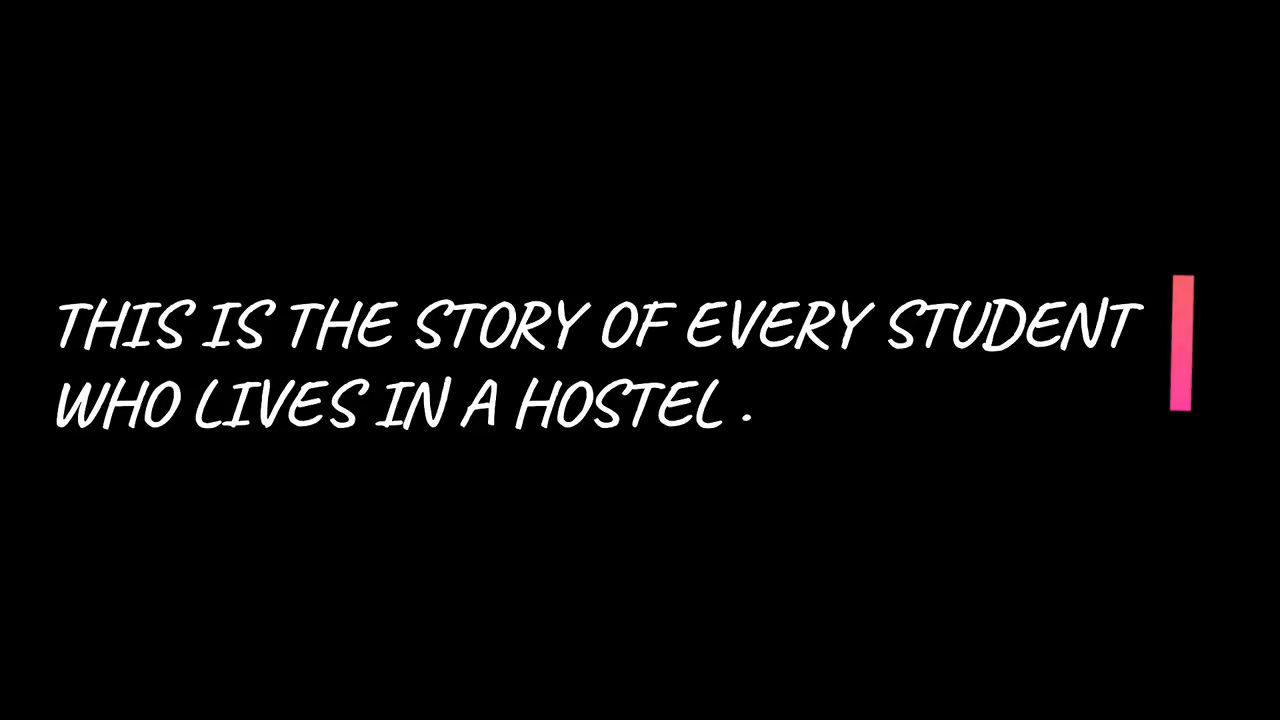 THIS IS THE STORY OF EVERY STUDENT
WHO LIVES IN A HOSTEL .